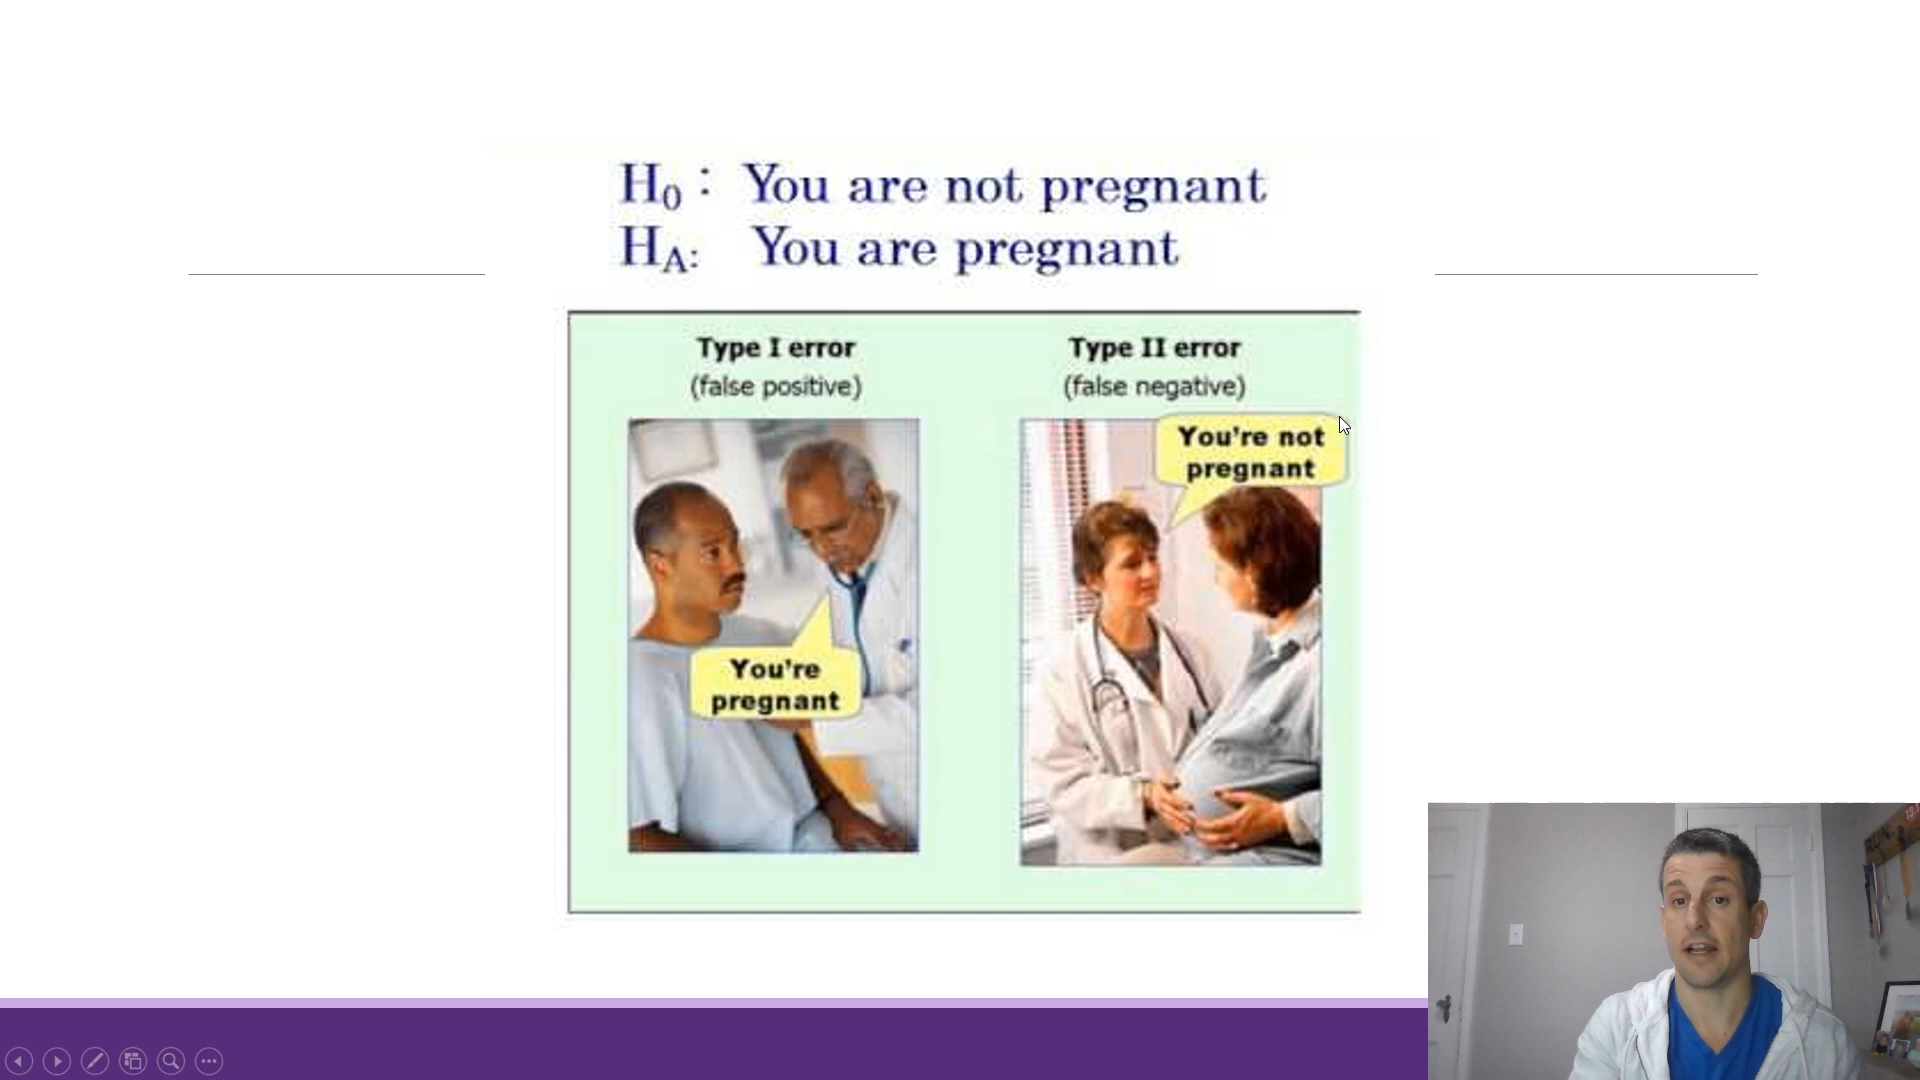 H₀ : You are not pregnant
H_A: You are pregnant
Type I error
(false positive)
Type II error
(false negative)
You're
pregnant
You're not
pregnant